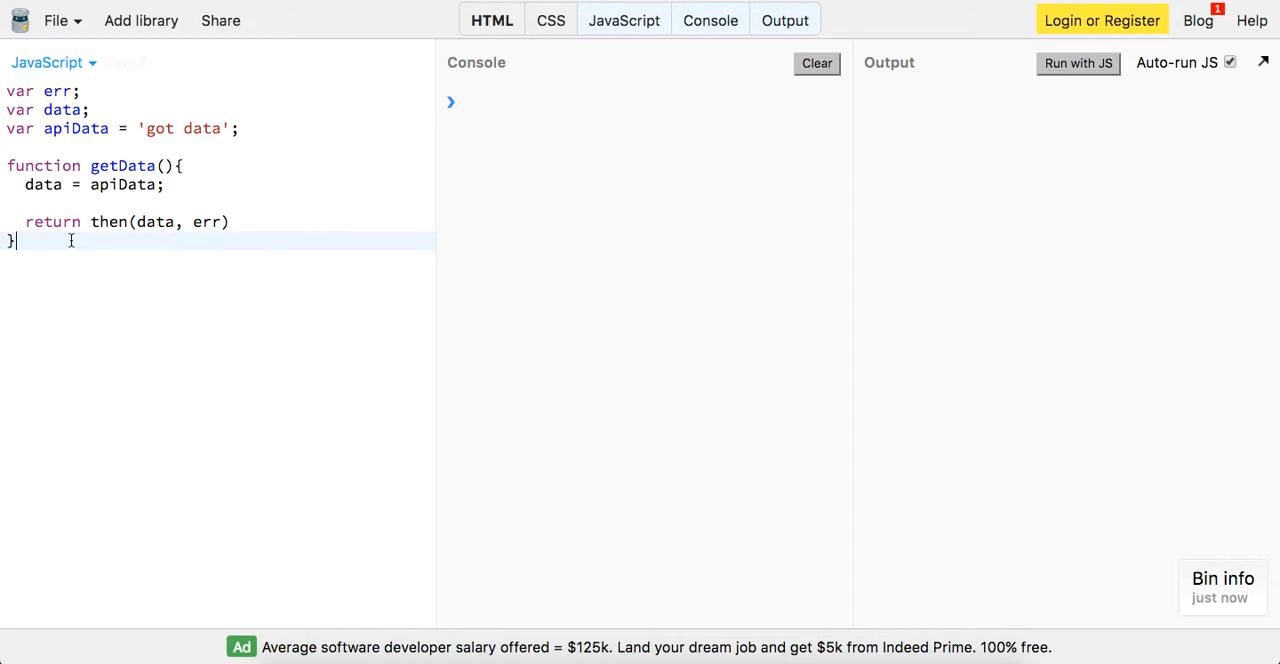 File Add library Share HTML CSS JavaScript Console Output Login or Register Blog 1 Help
JavaScript Saved Console Clear Output Run with JS Auto-run JS
var err;
var data;
var apiData = 'got data';
function getData(){
data = apiData;
return then(data, err)
}
Bin info
just now
Ad Average software developer salary offered = $125k. Land your dream job and get $5k from Indeed Prime. 100% free.